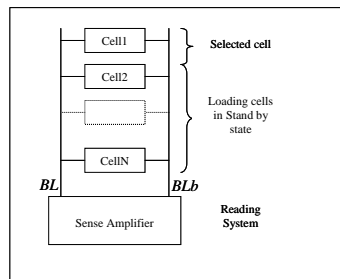 Cell1
Selected cell
Cell2
Loading cells
in Stand by
state
CellN
BL
BLb
Sense Amplifier
Reading
System